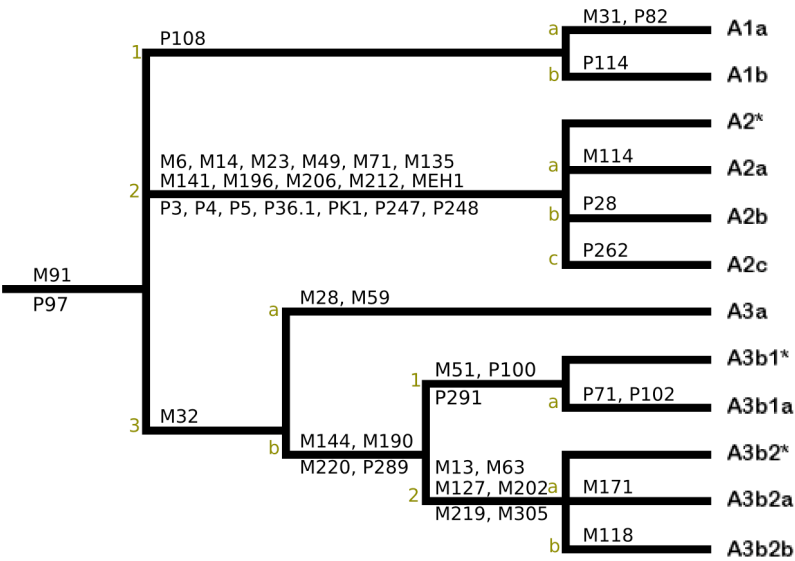 M31, P82
a
A1a
P108
1
P114
b
A1b
A2*
M6, M14, M23, M49, M71, M135
M114
a
A2a
M141, M196, M206, M212, MEH1
2
P3, P4, P5, P36.1, PK1, P247, P248
P28
b
A2b
P262
c
A2c
M91
P97
M28, M59
a
A3a
A3b1*
M51, P100
1
P291
P71, P102
a
A3b1a
M32
3
M144, M190
b
M220, P289
A3b2*
M13, M63
M127, M202
2
M219, M305
a
M171
A3b2a
M118
b
A3b2b